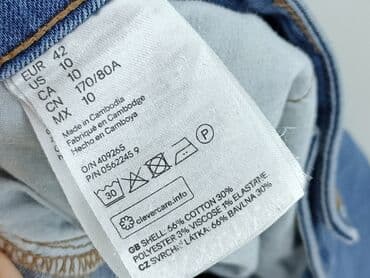 EUR 42
US 10
CA 10
CN 170/80A
MX 10
Made in Cambodia
Fabriqué en Cambodge
Hecho en Camboya
O/N 409265
P/N 0562245.9
30
P
clevercare.info
GB SHELL: 66% COTTON 30%
POLYESTER 3% VISCOSE 1% ELASTANE
CZ SVRCHNÍ LÁTKA: 66% BAVLNA 30%